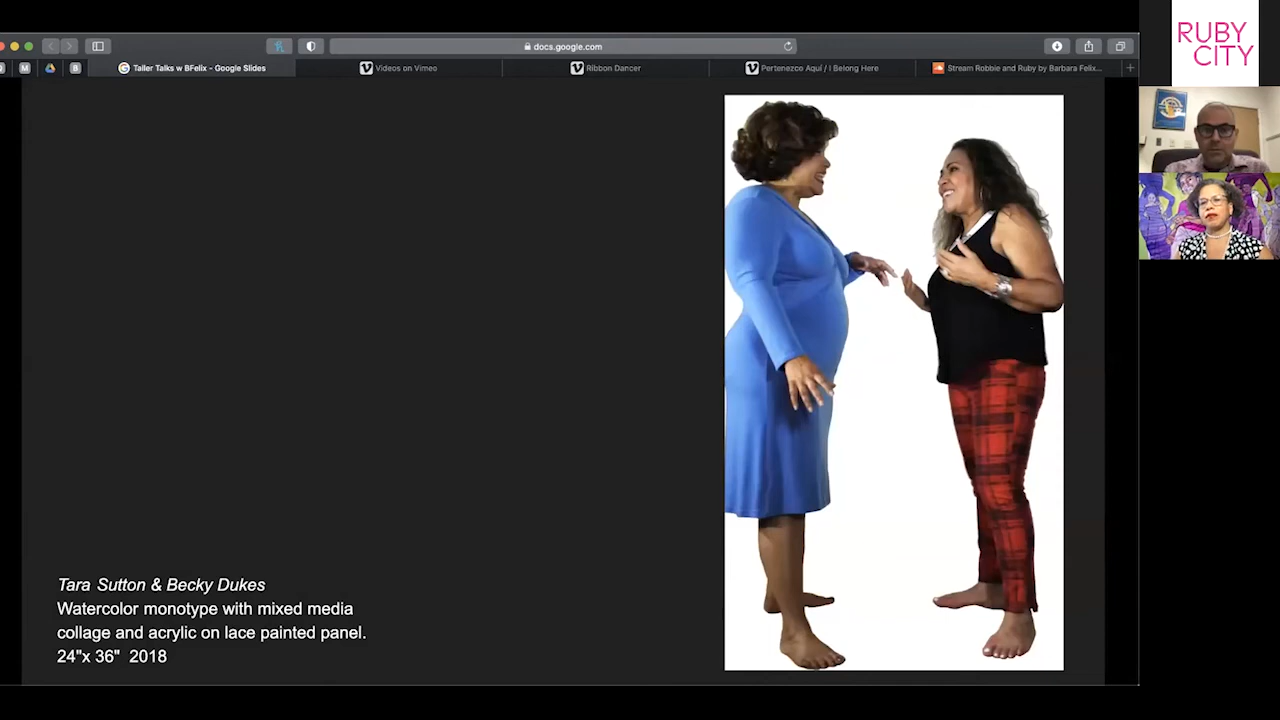 docs.google.com
M
B
Taller Talks w BFelix - Google Slides
Videos on Vimeo
Ribbon Dancer
Pertenezco Aquí / I Belong Here
Stream Robbie and Ruby by Barbara Felix...
RUBY
CITY
Tara Sutton & Becky Dukes
Watercolor monotype with mixed media
collage and acrylic on lace painted panel.
24"x 36" 2018